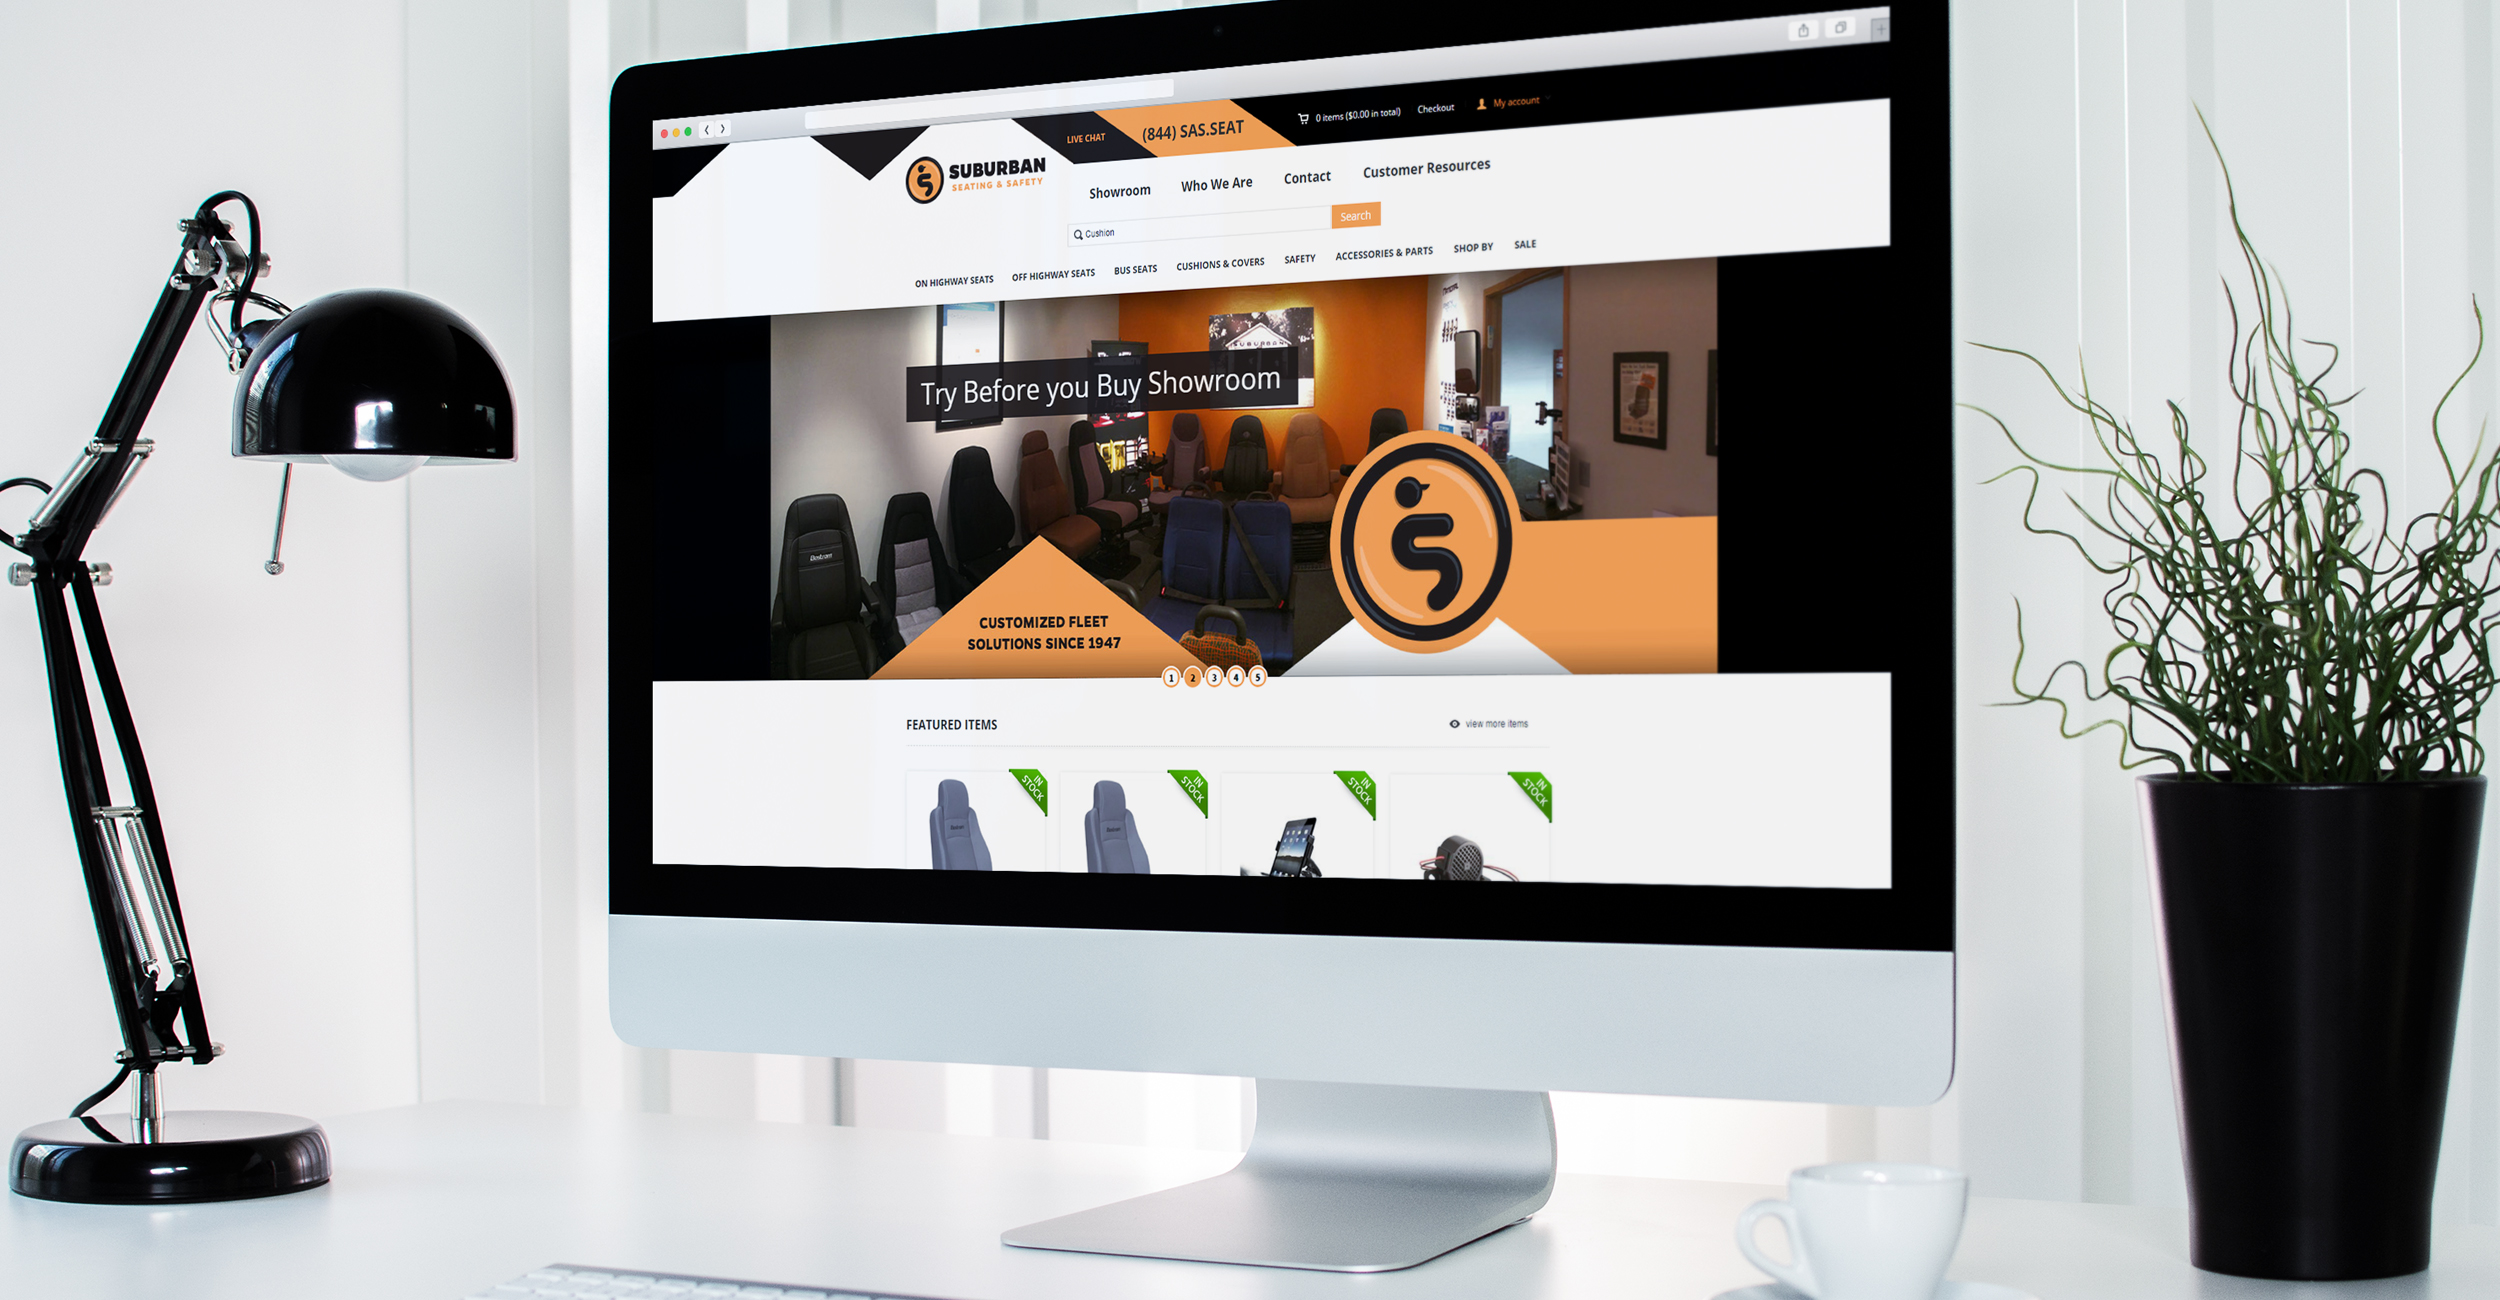 LIVE CHAT
(844) SAS.SEAT
0 items ($0.00 in total)
Checkout
My account
SUBURBAN
SEATING & SAFETY
Showroom
Who We Are
Contact
Customer Resources
Cushion
Search
ON HIGHWAY SEATS
OFF HIGHWAY SEATS
BUS SEATS
CUSHIONS & COVERS
SAFETY
ACCESSORIES & PARTS
SHOP BY
SALE
SUBURBAN
Try Before you Buy Showroom
CUSTOMIZED FLEET
SOLUTIONS SINCE 1947
1 2 3 4 5
FEATURED ITEMS
view more items
IN
STOCK
IN
STOCK
IN
STOCK
IN
STOCK